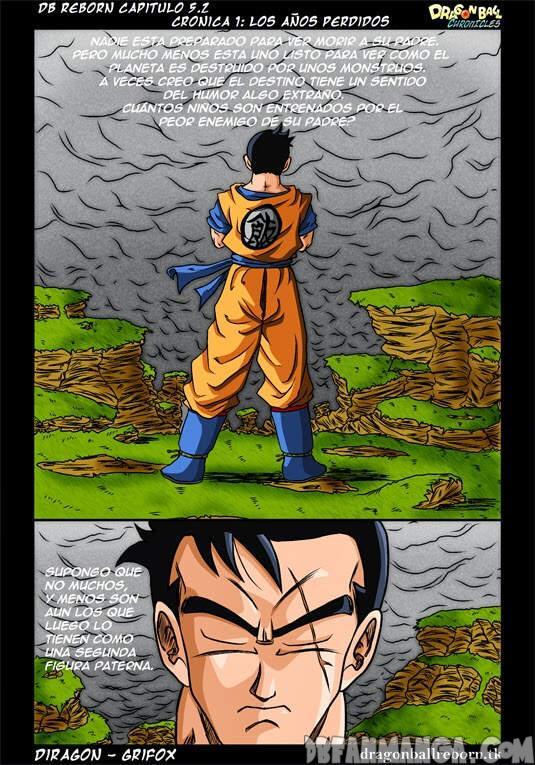 DB REBORN CAPITULO 5.2
CRONICA 1: LOS AÑOS PERDIDOS
DRAGON BALL
CHRONICLES
NADIE ESTA PREPARADO PARA VER MORIR A SU PADRE.
PERO MUCHO MENOS ESTA UNO LISTO PARA VER COMO EL
PLANETA ES DESTRUIDO POR UNOS MONSTRUOS.
A VECES CREO QUE EL DESTINO TIENE UN SENTIDO
DEL HUMOR ALGO EXTRAÑO
CUANTOS NIÑOS SON ENTRENADOS POR EL
PEOR ENEMIGO DE SU PADRE?
飯
SUPONGO QUE
NO MUCHOS,
Y MENOS SON
AUN LOS QUE
LUEGO LO
TIENEN COMO
UNA SEGUNDA
FIGURA PATERNA.
DIRAGON - GRIFOX
DBFANMANGA.COM
dragonballreborn.tk